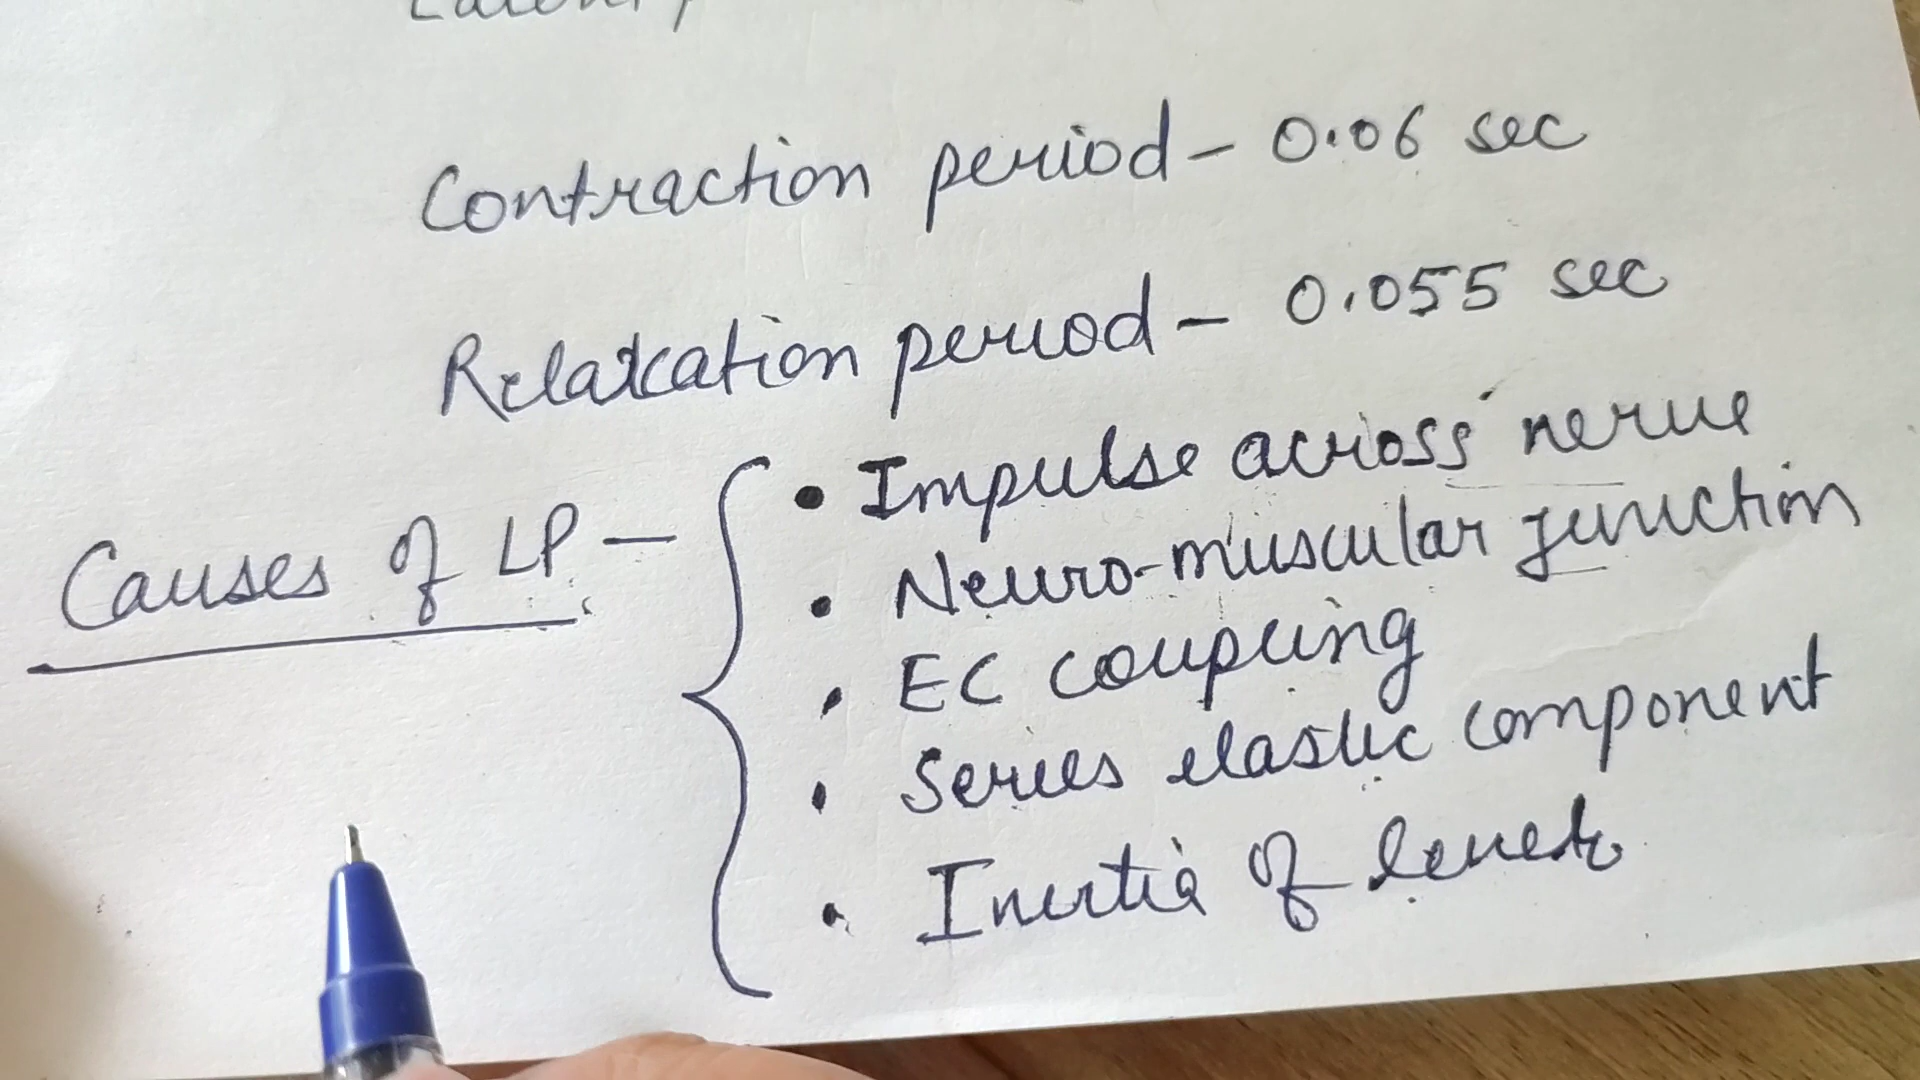 Contraction period - 0.06 sec
Relaxation period - 0.055 sec
Causes of LP -
• Impulse across nerve
• Neuro-muscular junction
• EC coupling
• Series elastic component
• Inertia of lever